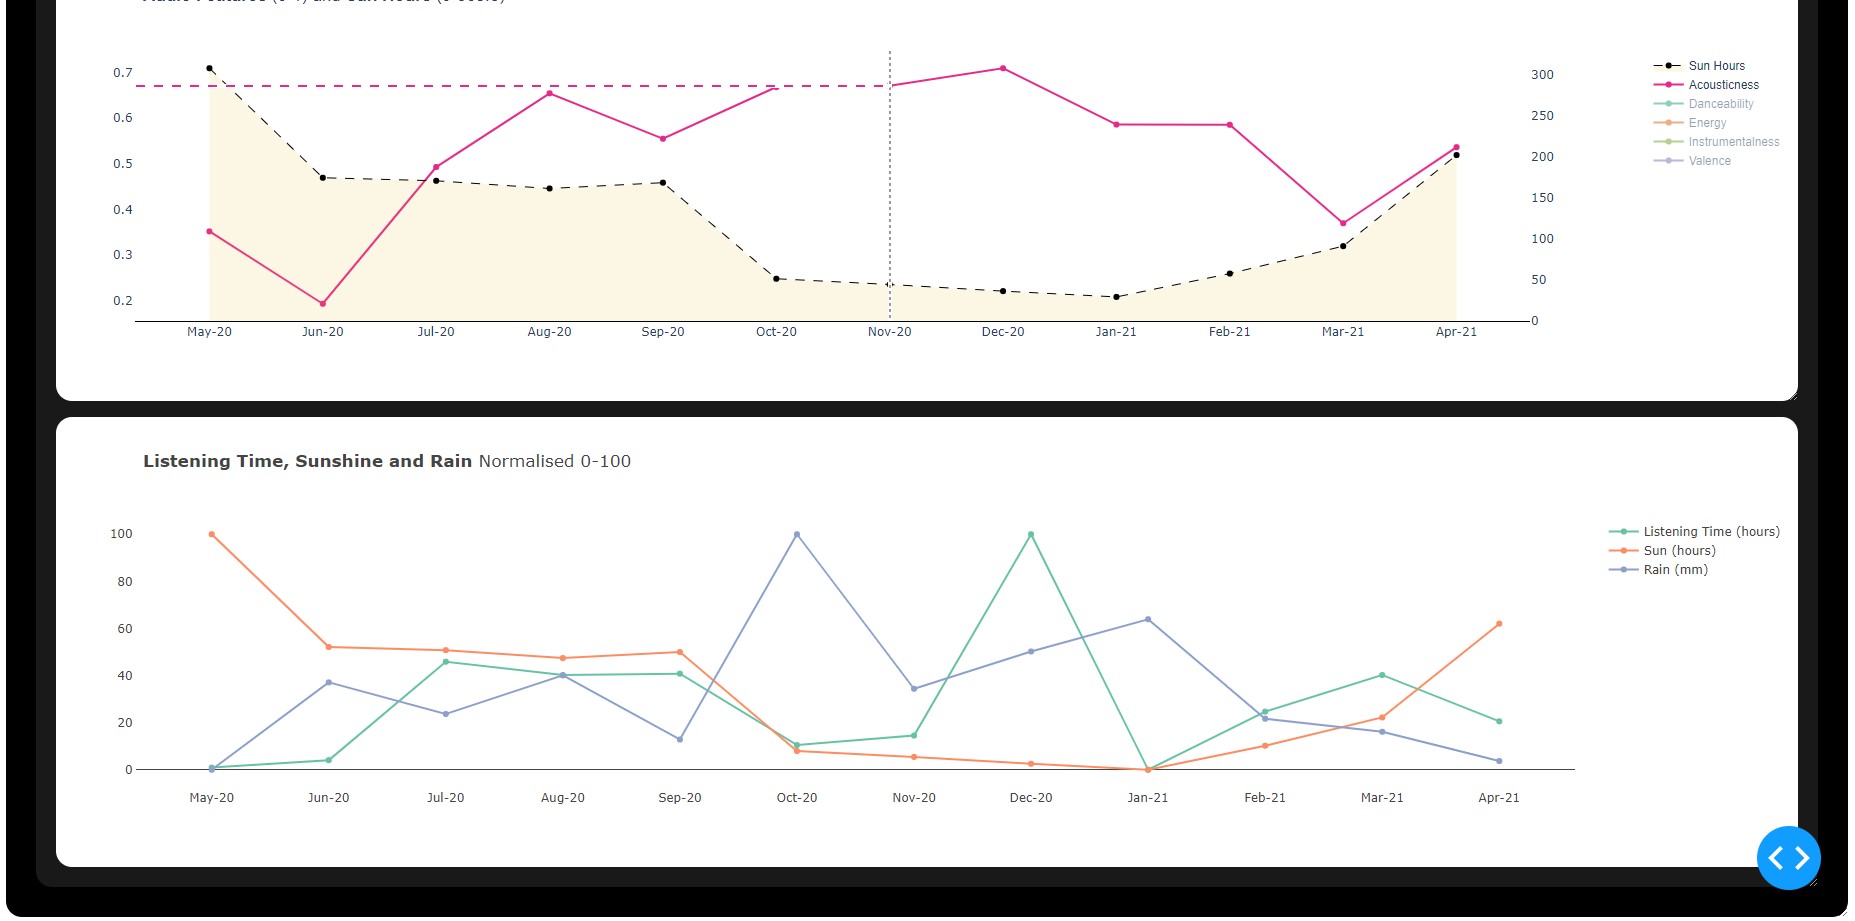 0.7
0.6
0.5
0.4
0.3
0.2
300
250
200
150
100
50
0
Sun Hours
Acousticness
Danceability
Energy
Instrumentalness
Valence
May-20 Jun-20 Jul-20 Aug-20 Sep-20 Oct-20 Nov-20 Dec-20 Jan-21 Feb-21 Mar-21 Apr-21
Listening Time, Sunshine and Rain Normalised 0-100
100
80
60
40
20
0
Listening Time (hours)
Sun (hours)
Rain (mm)
May-20 Jun-20 Jul-20 Aug-20 Sep-20 Oct-20 Nov-20 Dec-20 Jan-21 Feb-21 Mar-21 Apr-21